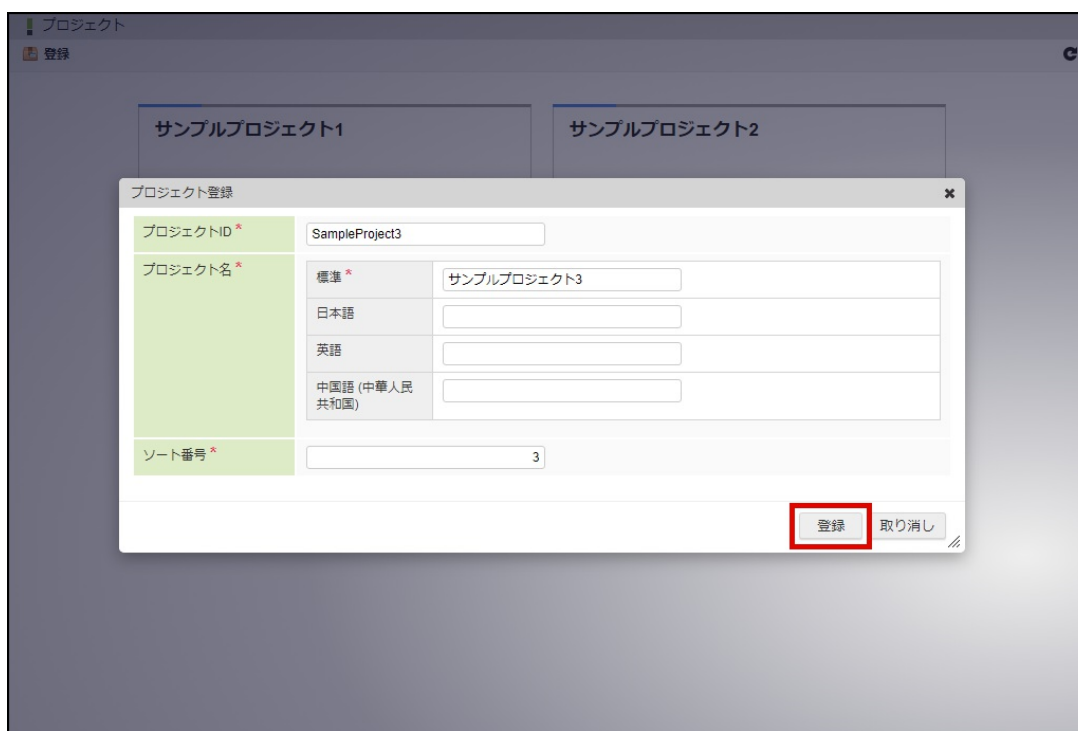 プロジェクト
登録
サンプルプロジェクト1
サンプルプロジェクト2
プロジェクト登録
プロジェクトID *
SampleProject3
プロジェクト名 *
標準 *
サンプルプロジェクト3
日本語
英語
中国語 (中華人民
共和国)
ソート番号 *
3
登録
取り消し